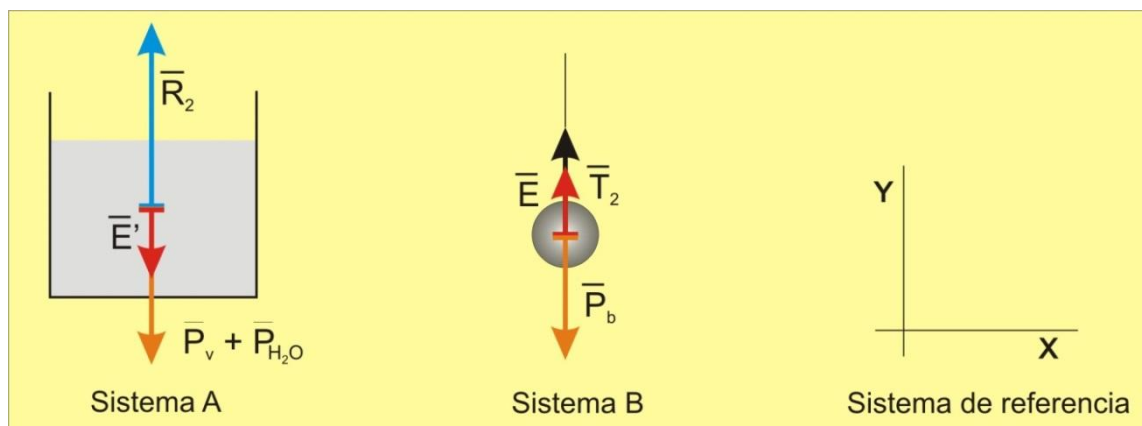 R̅₂
E̅'
P̅ᵥ + P̅H₂O
Sistema A
E̅
T̅₂
P̅b
Sistema B
Y
X
Sistema de referencia